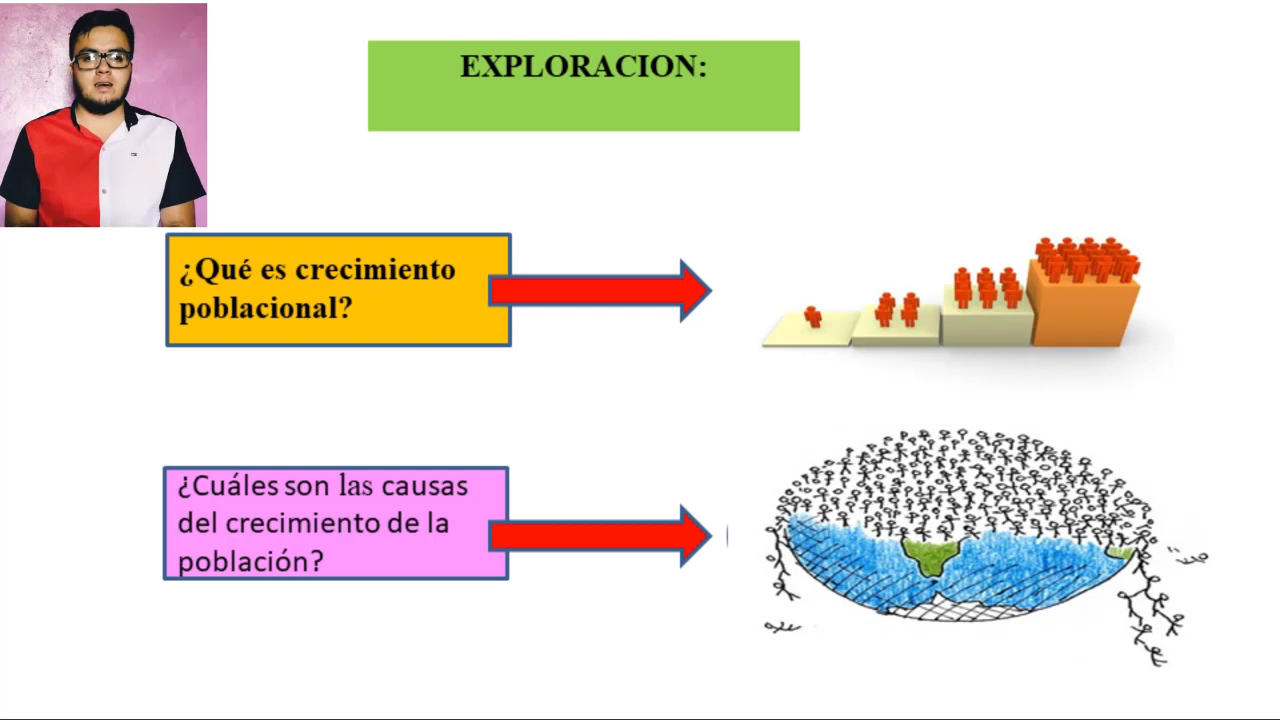 EXPLORACION:
¿Qué es crecimiento
poblacional?
¿Cuáles son las causas
del crecimiento de la
población?